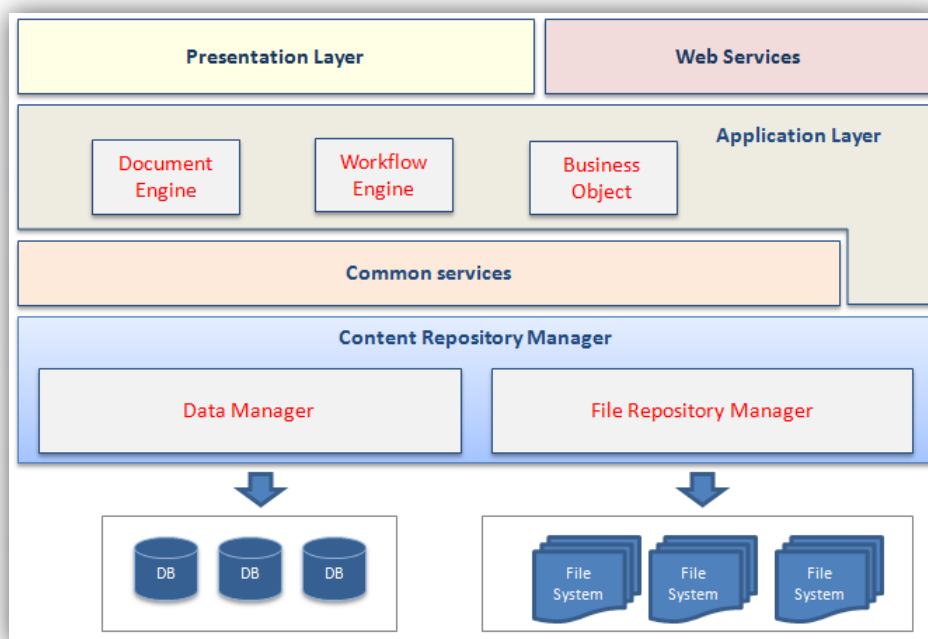 Presentation Layer
Web Services
Application Layer
Document
Engine
Workflow
Engine
Business
Object
Common services
Content Repository Manager
Data Manager
File Repository Manager
DB
DB
DB
File
System
File
System
File
System